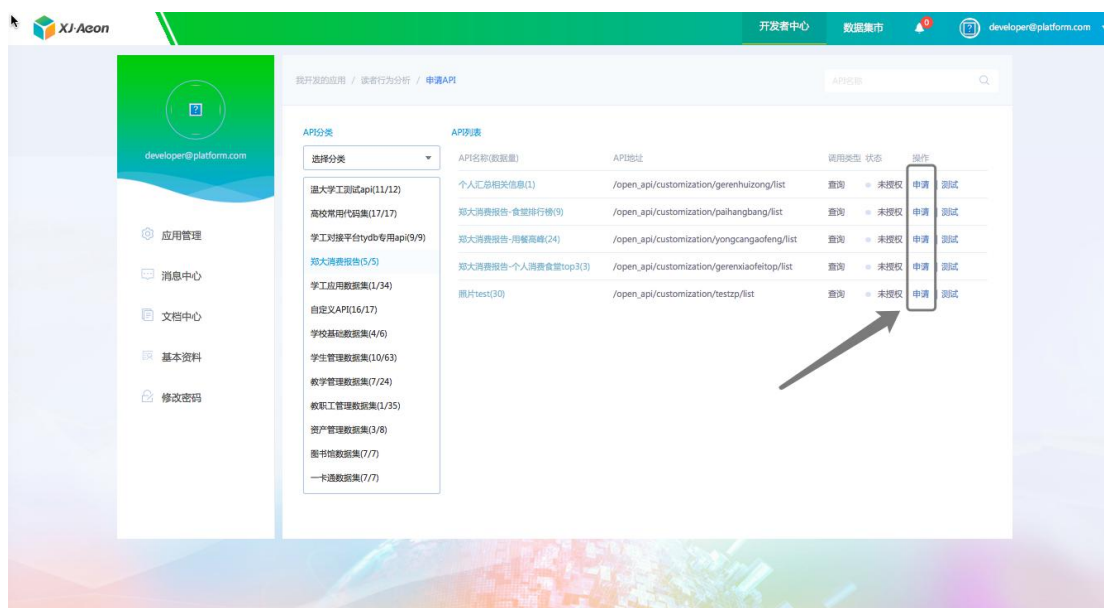 XJ·Aeon
开发者中心 数据集市 0 developer@platform.com
developer@platform.com
应用管理
消息中心
文档中心
基本资料
修改密码
我开发的应用 / 读者行为分析 / 申请API
API名称
API分类
选择分类
温大学工测试api(11/12)
高校常用代码集(17/17)
学工对接平台tydb专用api(9/9)
郑大消费报告(5/5)
学工应用数据集(1/34)
自定义API(16/17)
学校基础数据集(4/6)
学生管理数据集(10/63)
教学管理数据集(7/24)
教职工管理数据集(1/35)
资产管理数据集(3/8)
图书馆数据集(7/7)
一卡通数据集(7/7)
API列表
API名称(数据量) API地址 调用类型 状态 操作
个人汇总相关信息(1) /open_api/customization/gerenhuizong/list 查询 未授权 申请 | 测试
郑大消费报告-食堂排行榜(9) /open_api/customization/paihangbang/list 查询 未授权 申请 | 测试
郑大消费报告-用餐高峰(24) /open_api/customization/yongcangaofeng/list 查询 未授权 申请 | 测试
郑大消费报告-个人消费食堂top3(3) /open_api/customization/gerenxiaofeitop/list 查询 未授权 申请 | 测试
照片test(30) /open_api/customization/testzp/list 查询 未授权 申请 | 测试